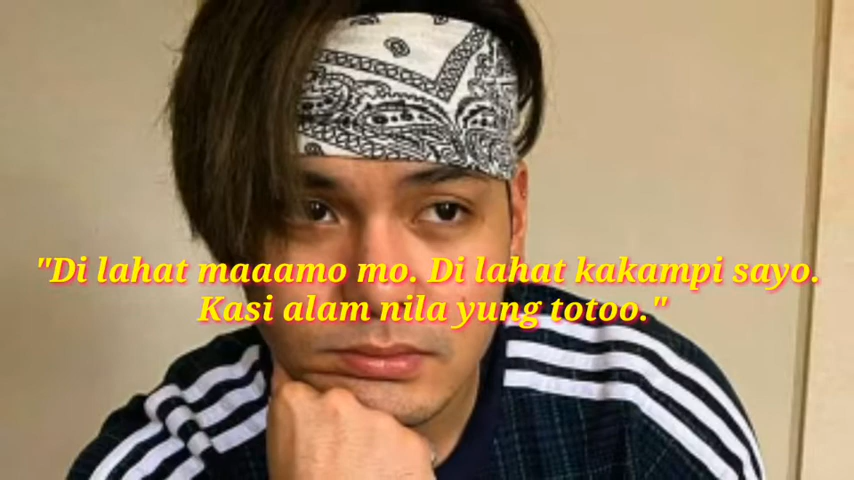 "Di lahat maaamo mo. Di lahat kakampi sayo.
Kasi alam nila yung totoo."